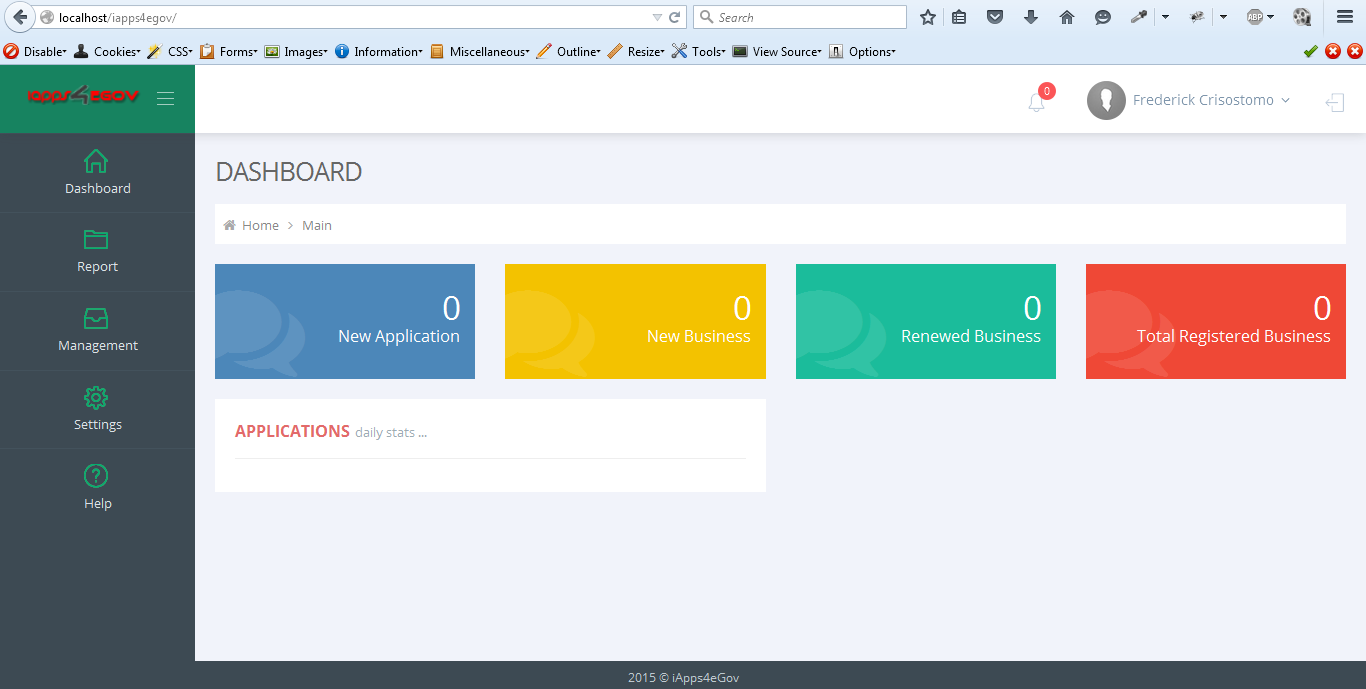 localhost/iapps4egov/
Search
ABP
Disable
Cookies
CSS
Forms
Images
Information
Miscellaneous
Outline
Resize
Tools
View Source
Options
iapps4egov
0
Frederick Crisostomo
Dashboard
Report
Management
Settings
Help
DASHBOARD
Home > Main
0
New Application
0
New Business
0
Renewed Business
0
Total Registered Business
APPLICATIONS daily stats ...
2015 © iApps4eGov